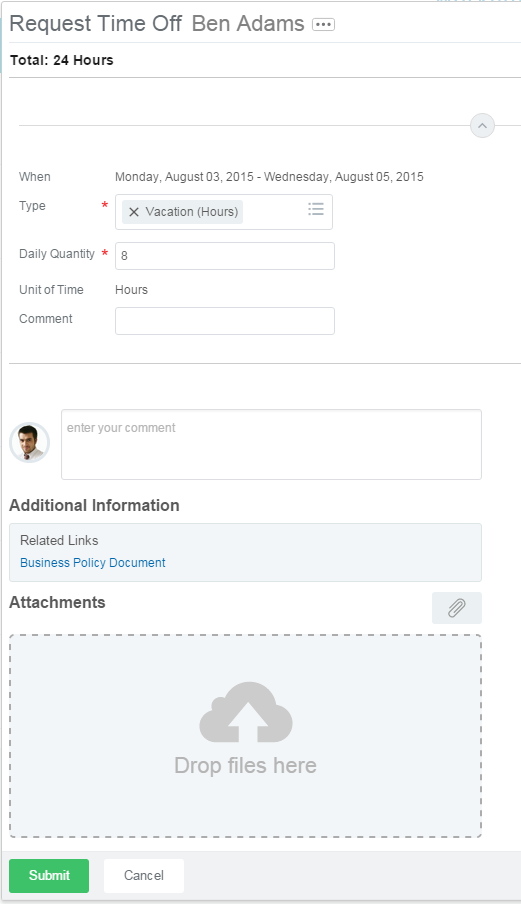 Request Time Off Ben Adams
Total: 24 Hours
When Monday, August 03, 2015 - Wednesday, August 05, 2015
Type * Vacation (Hours)
Daily Quantity * 8
Unit of Time Hours
Comment
enter your comment
Additional Information
Related Links
Business Policy Document
Attachments
Drop files here
Submit Cancel